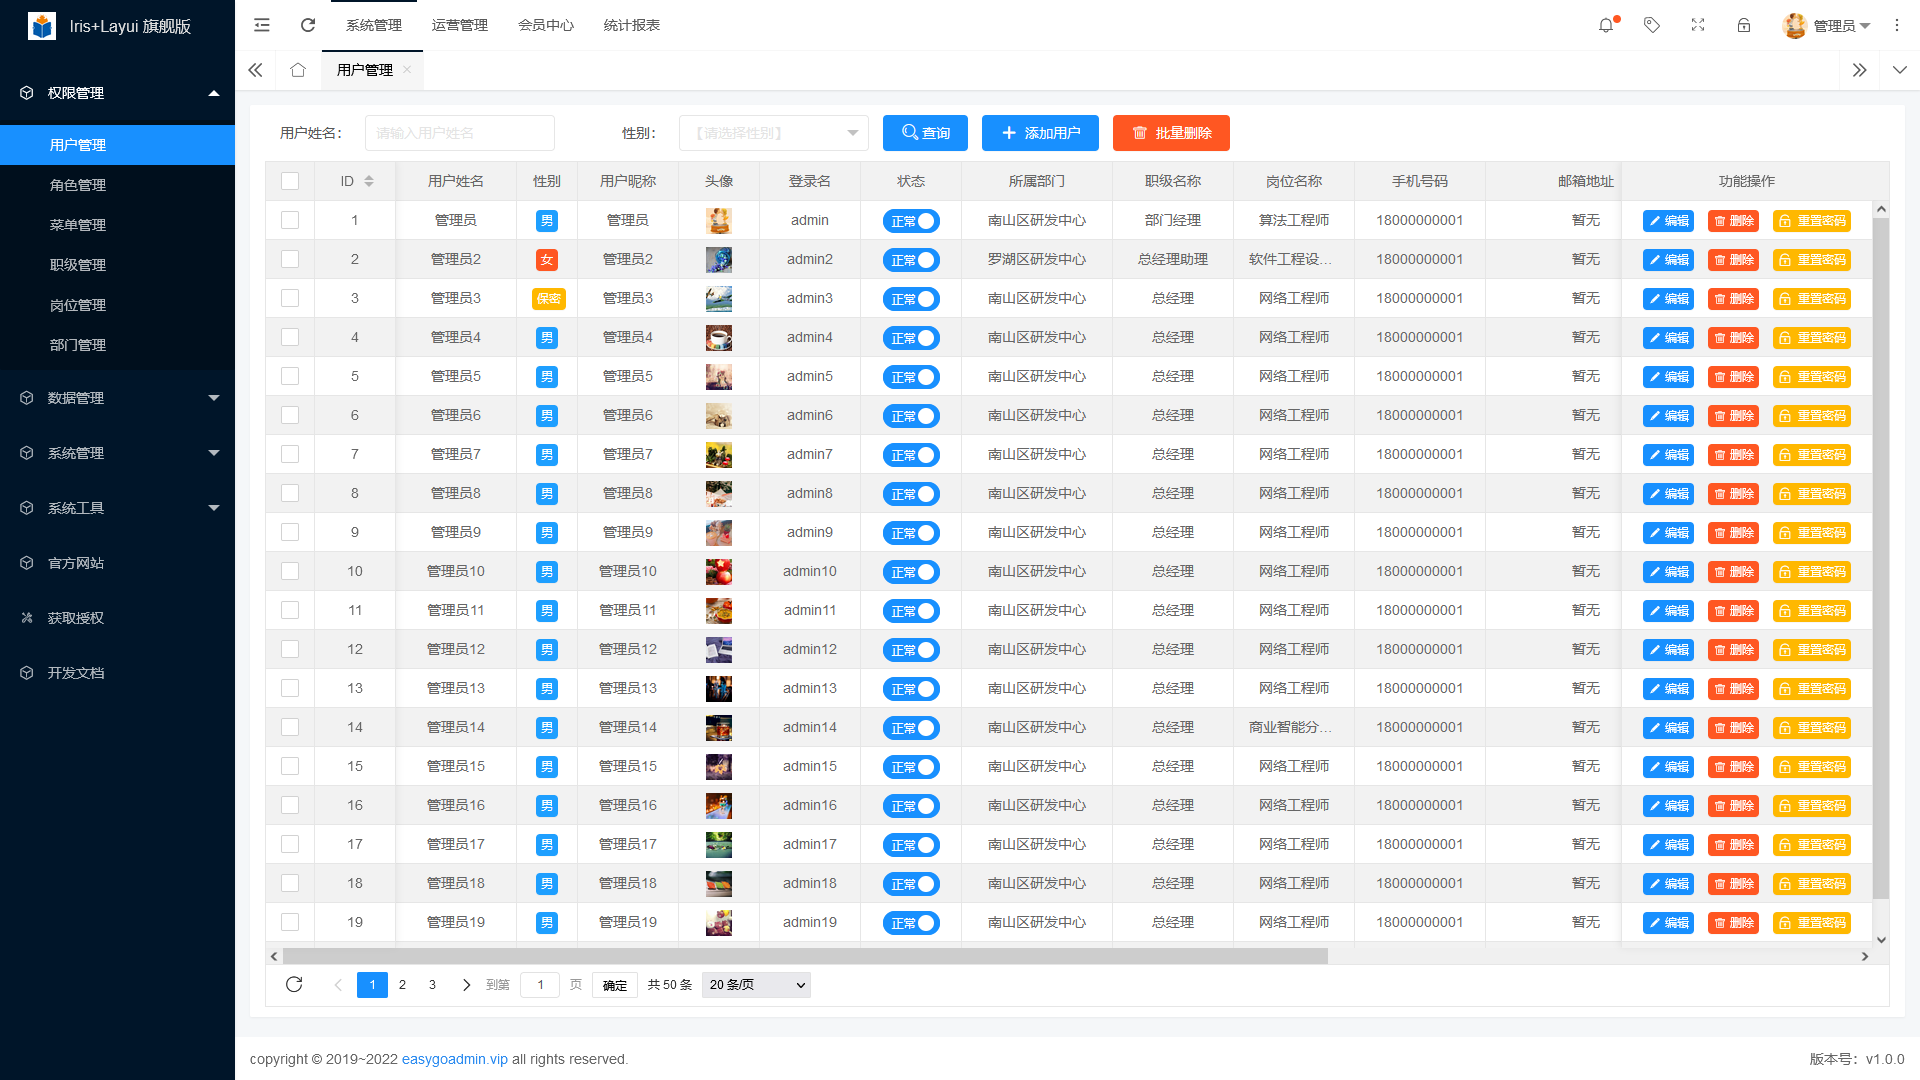 Iris+Layui 旗舰版
系统管理 运营管理 会员中心 统计报表 管理员
用户管理
权限管理
用户管理
角色管理
菜单管理
职级管理
岗位管理
部门管理
数据管理
系统管理
系统工具
官方网站
获取授权
开发文档
用户姓名： 请输入用户姓名 性别： 【请选择性别】 查询 添加用户 批量删除
ID 用户姓名 性别 用户昵称 头像 登录名 状态 所属部门 职级名称 岗位名称 手机号码 邮箱地址 功能操作
1 管理员 男 管理员 admin 正常 南山区研发中心 部门经理 算法工程师 18000000001 暂无 编辑 删除 重置密码
2 管理员2 女 管理员2 admin2 正常 罗湖区研发中心 总经理助理 软件工程设... 18000000001 暂无 编辑 删除 重置密码
3 管理员3 保密 管理员3 admin3 正常 南山区研发中心 总经理 网络工程师 18000000001 暂无 编辑 删除 重置密码
4 管理员4 男 管理员4 admin4 正常 南山区研发中心 总经理 网络工程师 18000000001 暂无 编辑 删除 重置密码
5 管理员5 男 管理员5 admin5 正常 南山区研发中心 总经理 网络工程师 18000000001 暂无 编辑 删除 重置密码
6 管理员6 男 管理员6 admin6 正常 南山区研发中心 总经理 网络工程师 18000000001 暂无 编辑 删除 重置密码
7 管理员7 男 管理员7 admin7 正常 南山区研发中心 总经理 网络工程师 18000000001 暂无 编辑 删除 重置密码
8 管理员8 男 管理员8 admin8 正常 南山区研发中心 总经理 网络工程师 18000000001 暂无 编辑 删除 重置密码
9 管理员9 男 管理员9 admin9 正常 南山区研发中心 总经理 网络工程师 18000000001 暂无 编辑 删除 重置密码
10 管理员10 男 管理员10 admin10 正常 南山区研发中心 总经理 网络工程师 18000000001 暂无 编辑 删除 重置密码
11 管理员11 男 管理员11 admin11 正常 南山区研发中心 总经理 网络工程师 18000000001 暂无 编辑 删除 重置密码
12 管理员12 男 管理员12 admin12 正常 南山区研发中心 总经理 网络工程师 18000000001 暂无 编辑 删除 重置密码
13 管理员13 男 管理员13 admin13 正常 南山区研发中心 总经理 网络工程师 18000000001 暂无 编辑 删除 重置密码
14 管理员14 男 管理员14 admin14 正常 南山区研发中心 总经理 商业智能分... 18000000001 暂无 编辑 删除 重置密码
15 管理员15 男 管理员15 admin15 正常 南山区研发中心 总经理 网络工程师 18000000001 暂无 编辑 删除 重置密码
16 管理员16 男 管理员16 admin16 正常 南山区研发中心 总经理 网络工程师 18000000001 暂无 编辑 删除 重置密码
17 管理员17 男 管理员17 admin17 正常 南山区研发中心 总经理 网络工程师 18000000001 暂无 编辑 删除 重置密码
18 管理员18 男 管理员18 admin18 正常 南山区研发中心 总经理 网络工程师 18000000001 暂无 编辑 删除 重置密码
19 管理员19 男 管理员19 admin19 正常 南山区研发中心 总经理 网络工程师 18000000001 暂无 编辑 删除 重置密码
1 2 3 到第 1 页 确定 共 50 条 20 条/页
copyright © 2019~2022 easygoadmin.vip all rights reserved. 版本号：v1.0.0